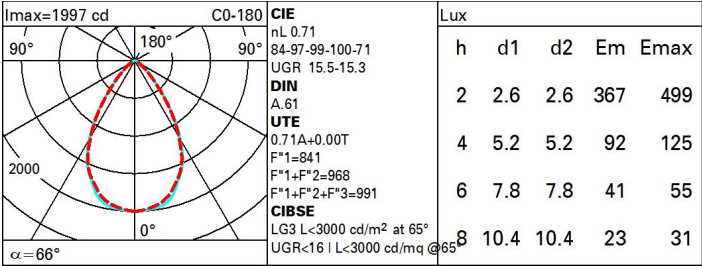 Imax=1997 cd C0-180
90° 180° 90°
2000
0°
α=66°
CIE
nL 0.71
84-97-99-100-71
UGR 15.5-15.3
DIN
A.61
UTE
0.71A+0.00T
F"1=841
F"1+F"2=968
F"1+F"2+F"3=991
CIBSE
LG3 L<3000 cd/m² at 65°
UGR<16 | L<3000 cd/mq @65°
Lux
h d1 d2 Em Emax
2 2.6 2.6 367 499
4 5.2 5.2 92 125
6 7.8 7.8 41 55
8 10.4 10.4 23 31